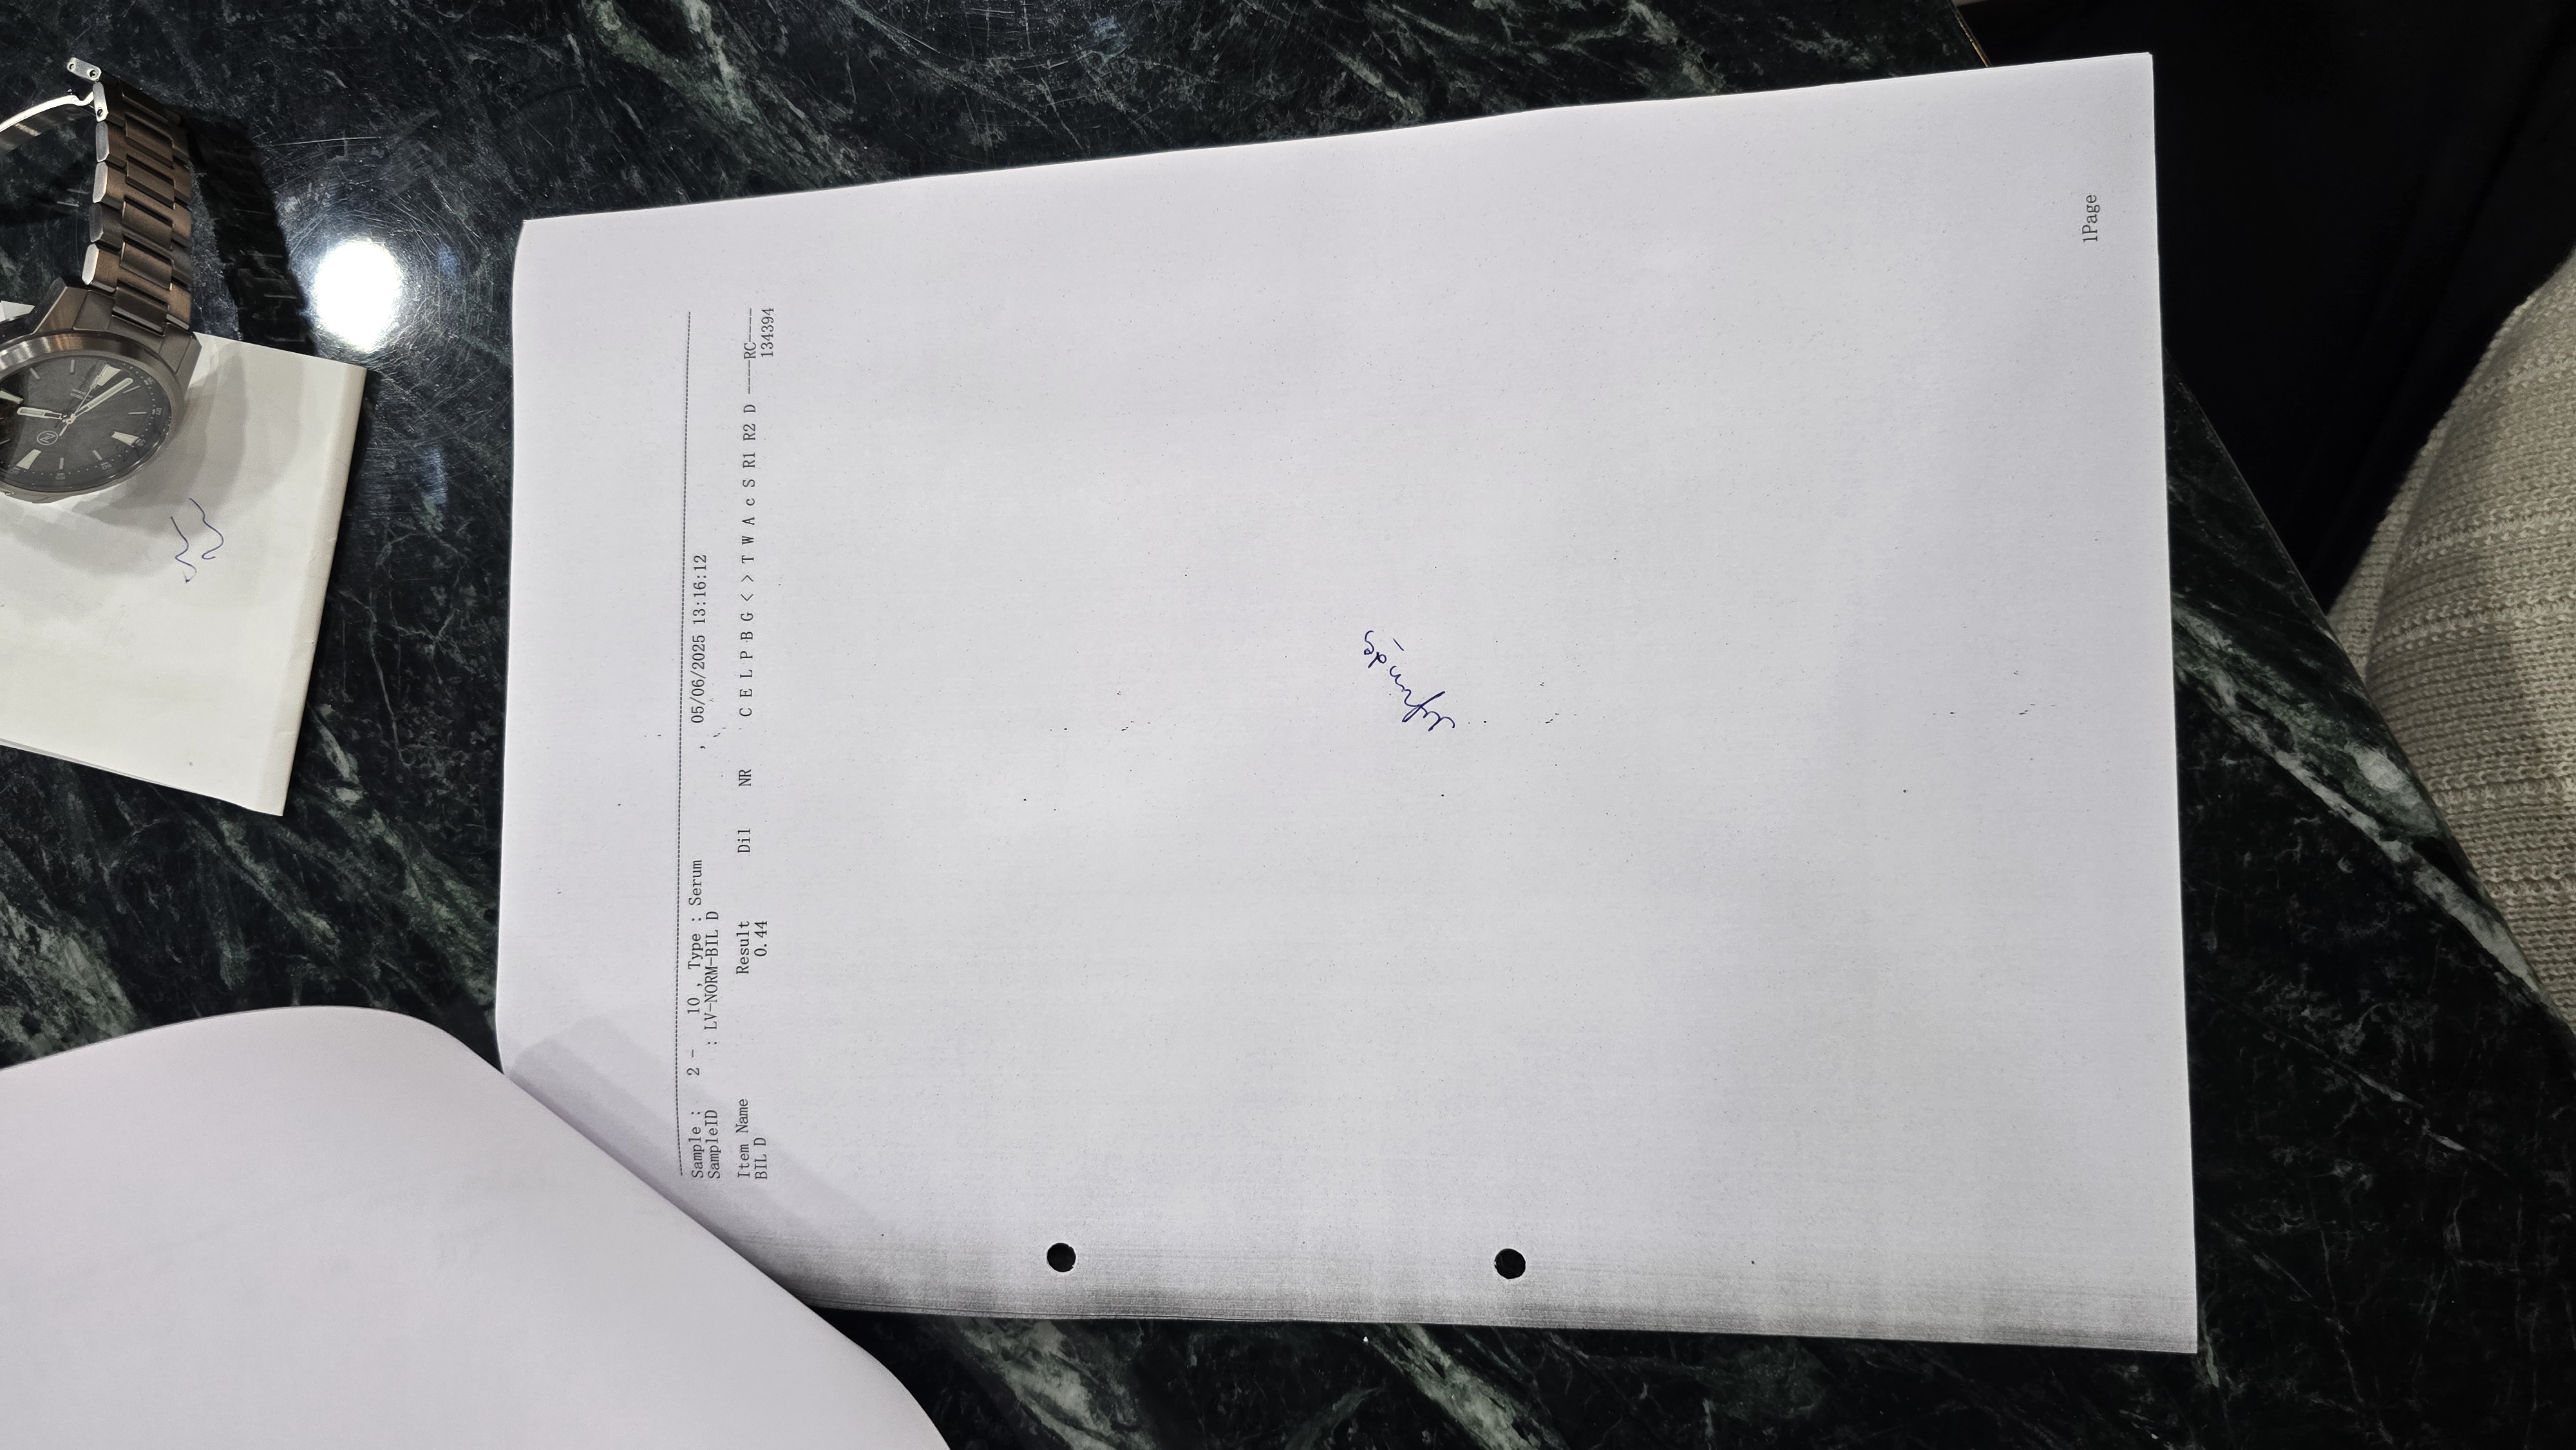 Sample : 2 - 10 , Type : Serum , 05/06/2025 13:16:12
SampleID : LV-NORM-BIL D
Item Name Result Dil NR C E L P B G < > T W A c S R1 R2 D ----RC----
BIL D 0.44 134394
1Page